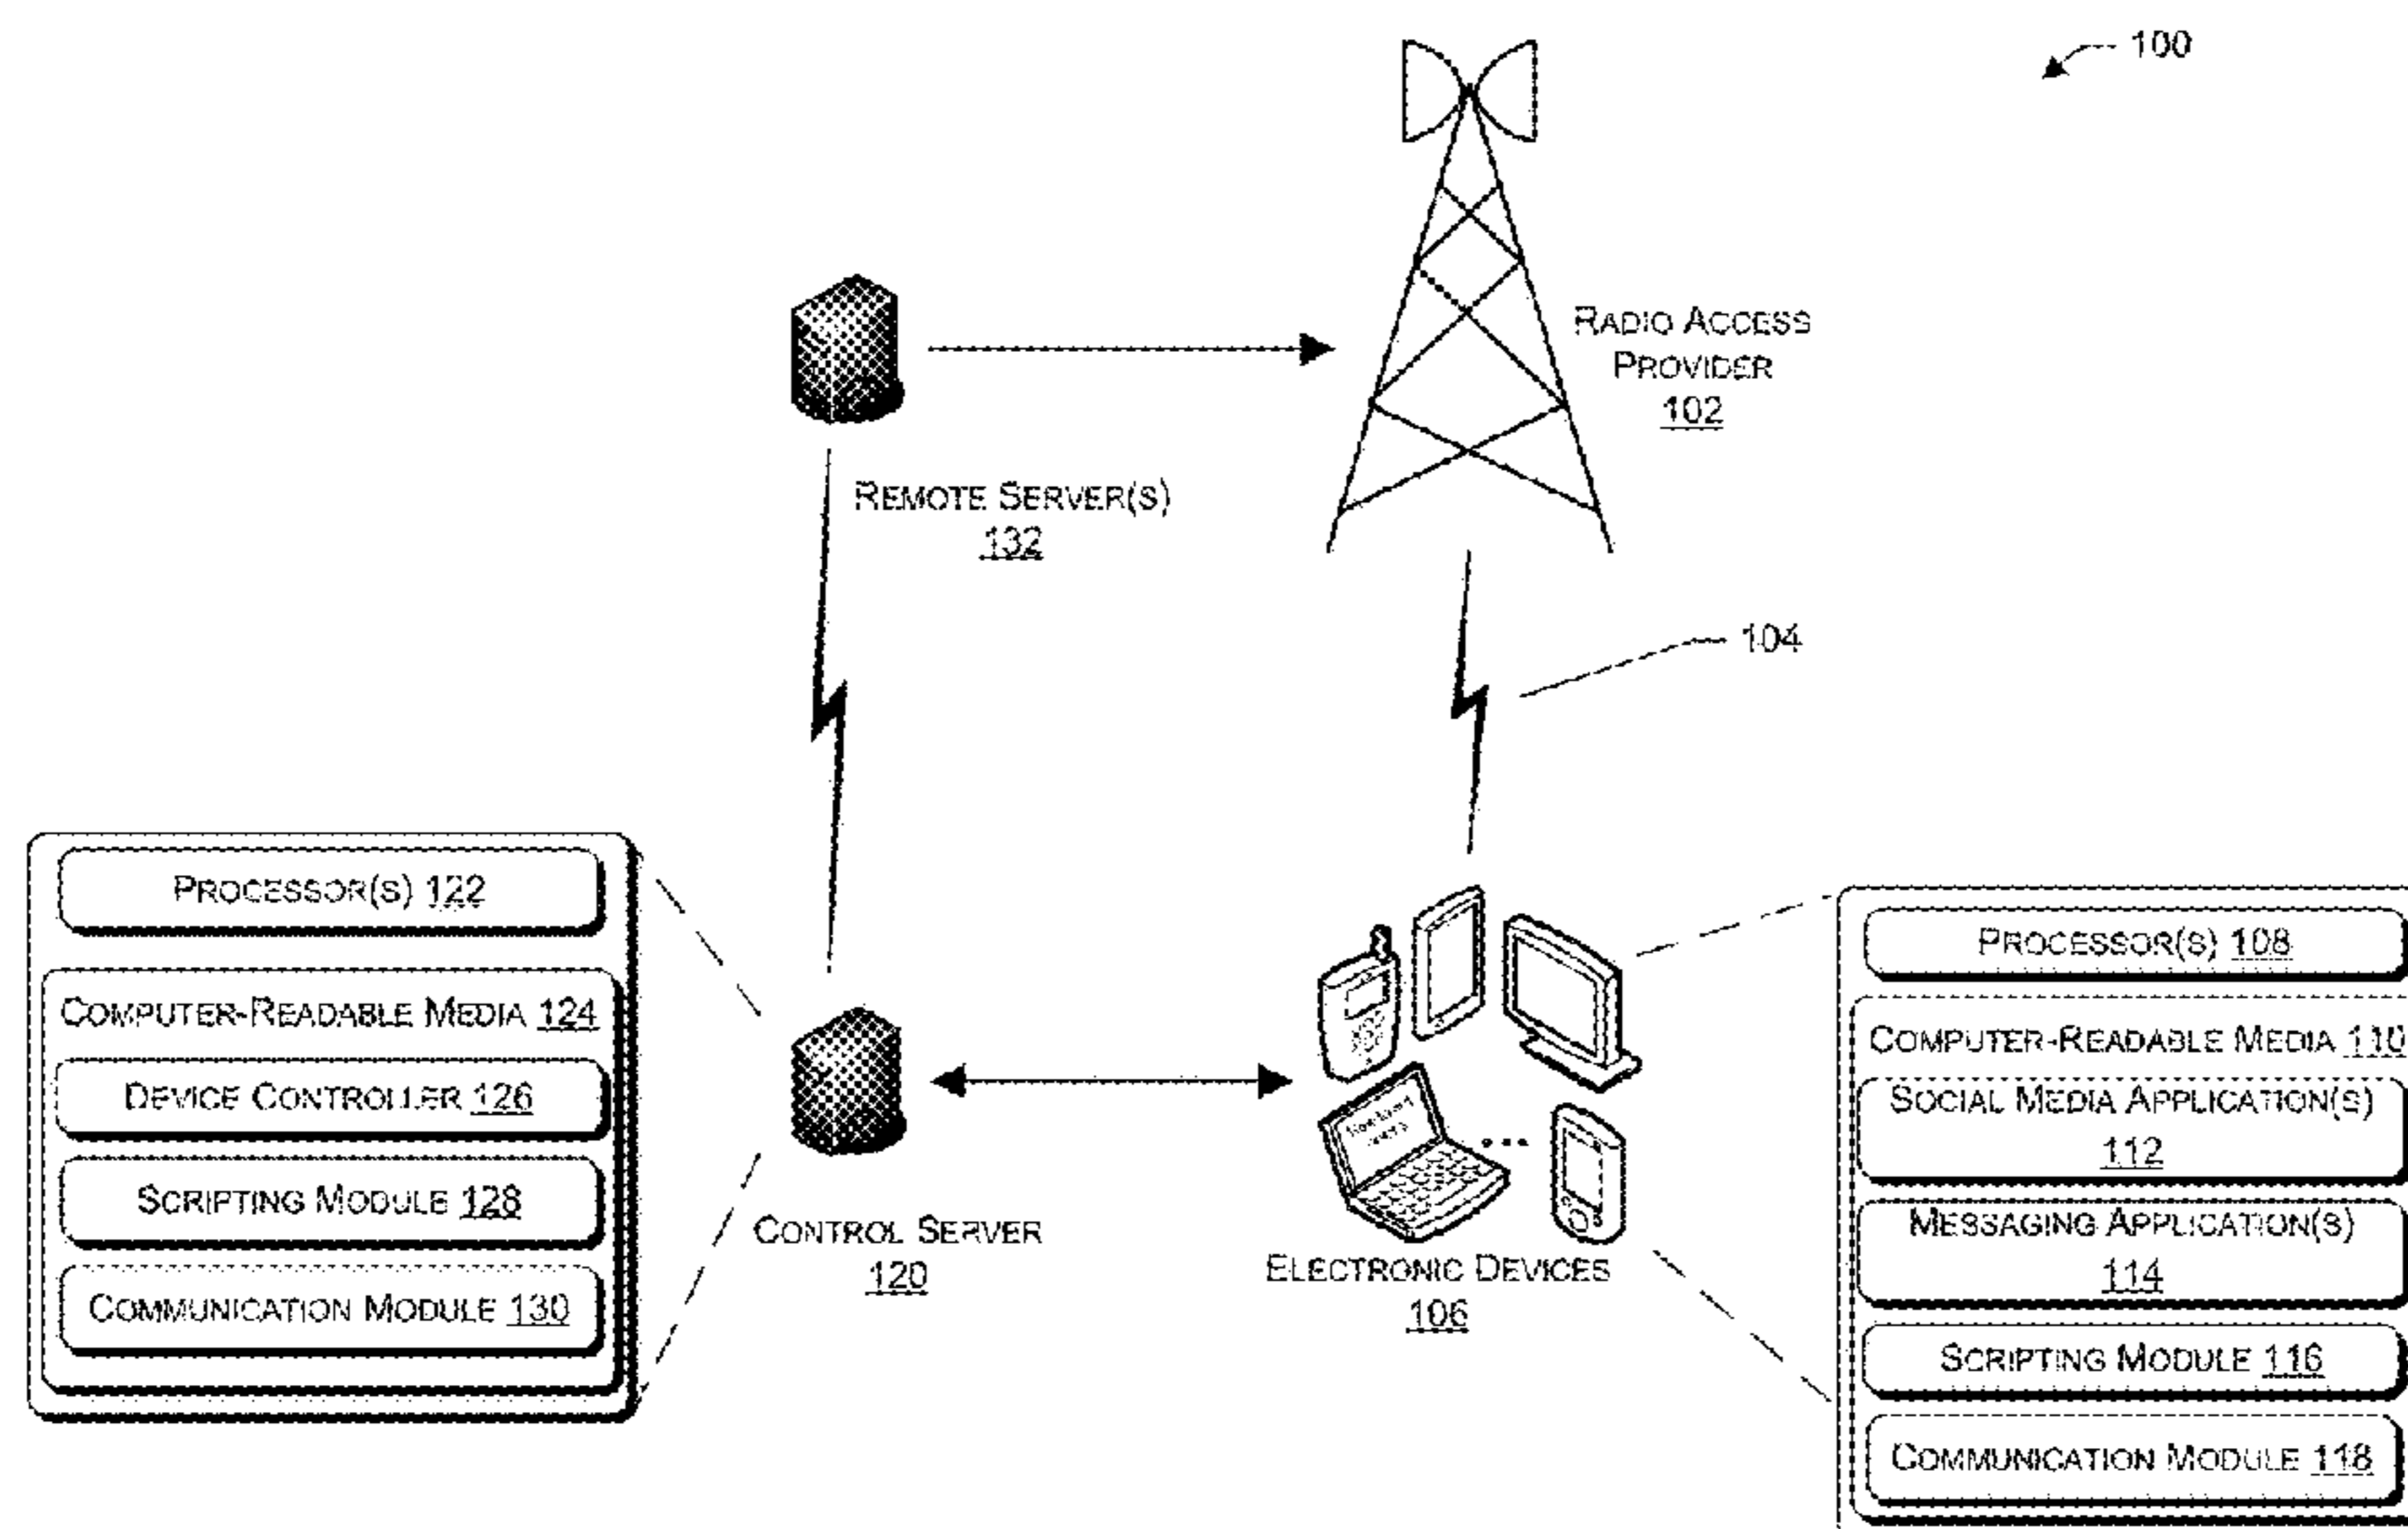 100
RADIO ACCESS
PROVIDER
102
REMOTE SERVER(S)
132
104
PROCESSOR(S) 122
COMPUTER-READABLE MEDIA 124
DEVICE CONTROLLER 126
SCRIPTING MODULE 128
COMMUNICATION MODULE 130
CONTROL SERVER
120
ELECTRONIC DEVICES
106
PROCESSOR(S) 108
COMPUTER-READABLE MEDIA 110
SOCIAL MEDIA APPLICATION(S)
112
MESSAGING APPLICATION(S)
114
SCRIPTING MODULE 116
COMMUNICATION MODULE 118